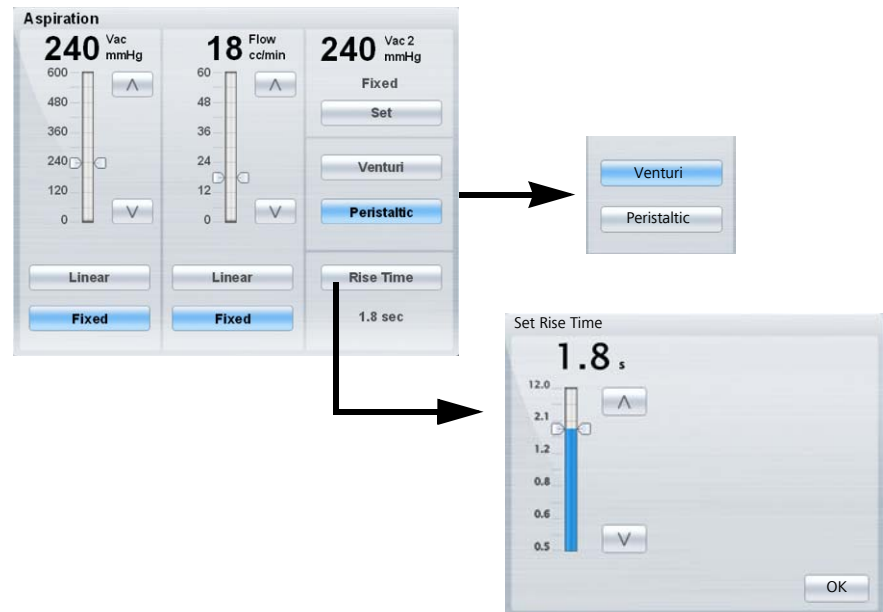 Aspiration
240 Vac mmHg
600
480
360
240
120
0
Linear
Fixed
18 Flow cc/min
60
48
36
24
12
0
Linear
Fixed
240 Vac 2 mmHg
Fixed
Set
Venturi
Peristaltic
Rise Time
1.8 sec
Venturi
Peristaltic
Set Rise Time
1.8 s
12.0
2.1
1.2
0.8
0.6
0.5
OK